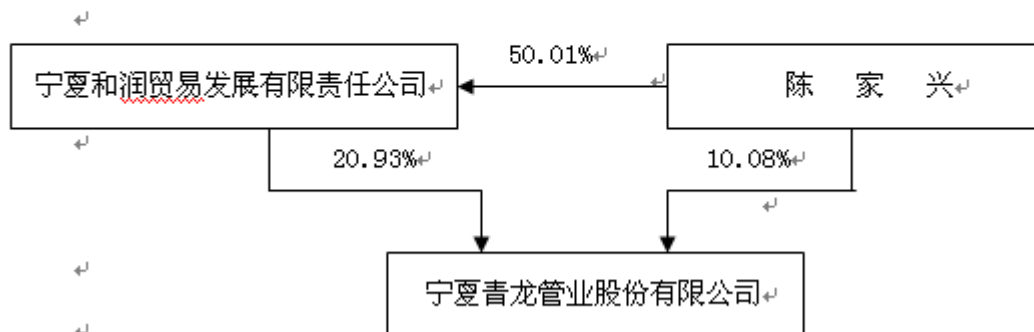 50.01%
宁夏和润贸易发展有限责任公司
陈 家 兴
20.93%
10.08%
宁夏青龙管业股份有限公司